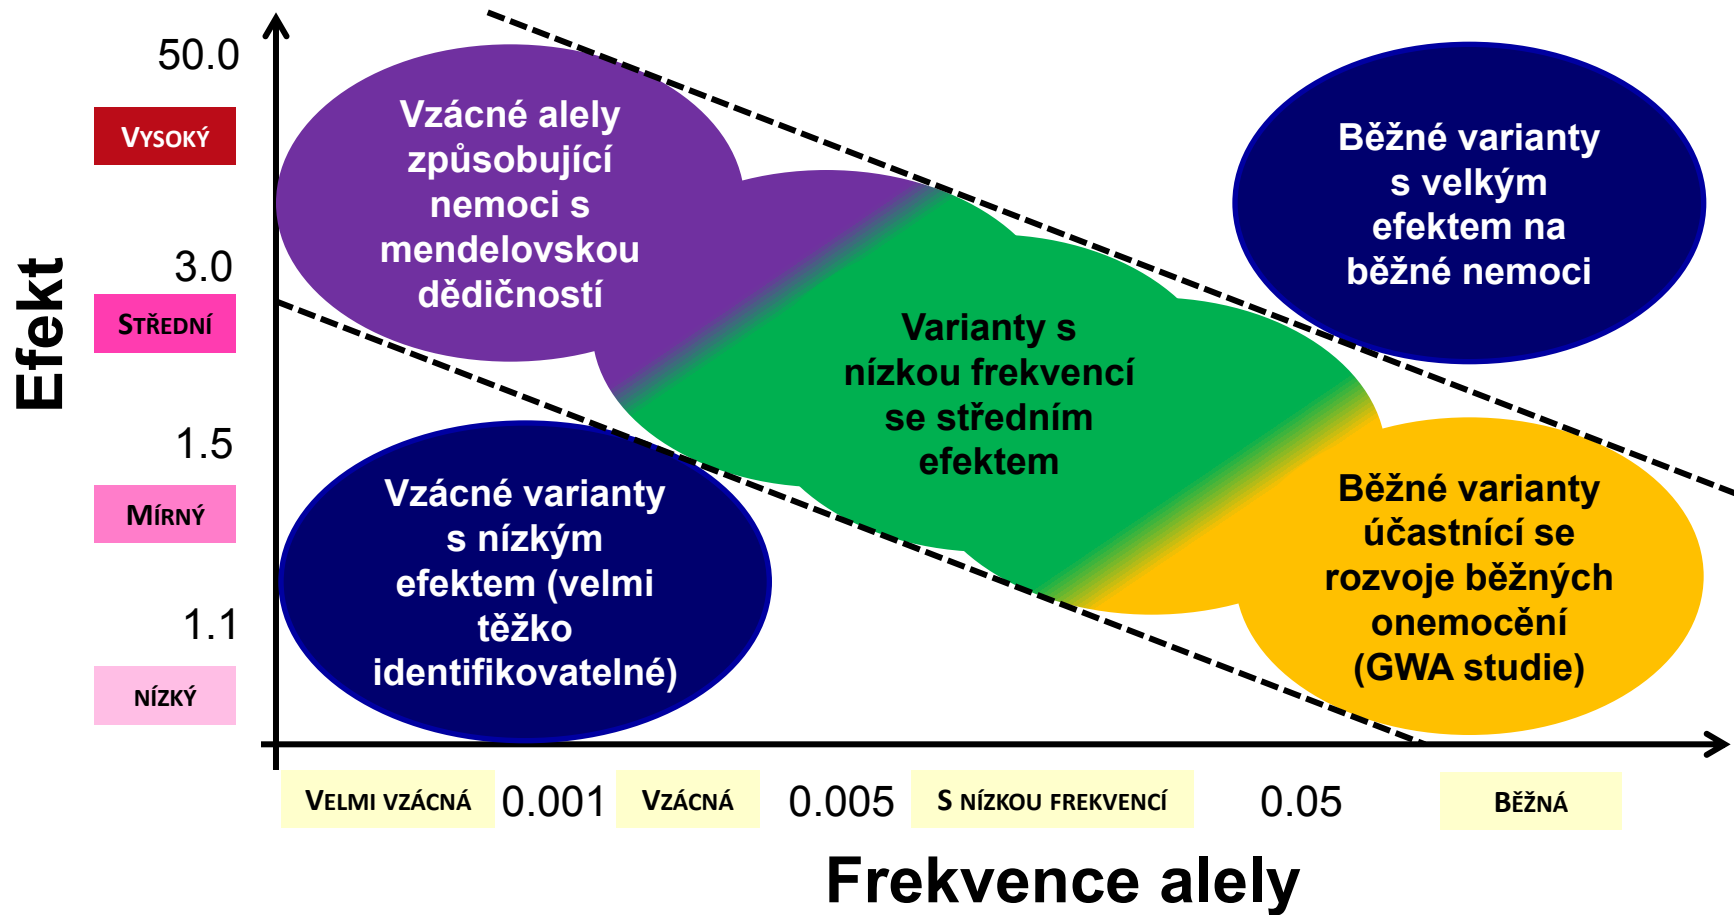 50.0
VYSOKÝ
3.0
STŘEDNÍ
1.5
MÍRNÝ
1.1
NÍZKÝ
Efekt
Vzácné alely
způsobující
nemoci s
mendelovskou
dědičností
Běžné varianty
s velkým
efektem na
běžné nemoci
Varianty s
nízkou frekvencí
se středním
efektem
Vzácné varianty
s nízkým
efektem (velmi
těžko
identifikovatelné)
Běžné varianty
účastnící se
rozvoje běžných
onemocnění
(GWA studie)
VELMI VZÁCNÁ 0.001 VZÁCNÁ 0.005 S NÍZKOU FREKVENCÍ 0.05 BĚŽNÁ
Frekvence alely